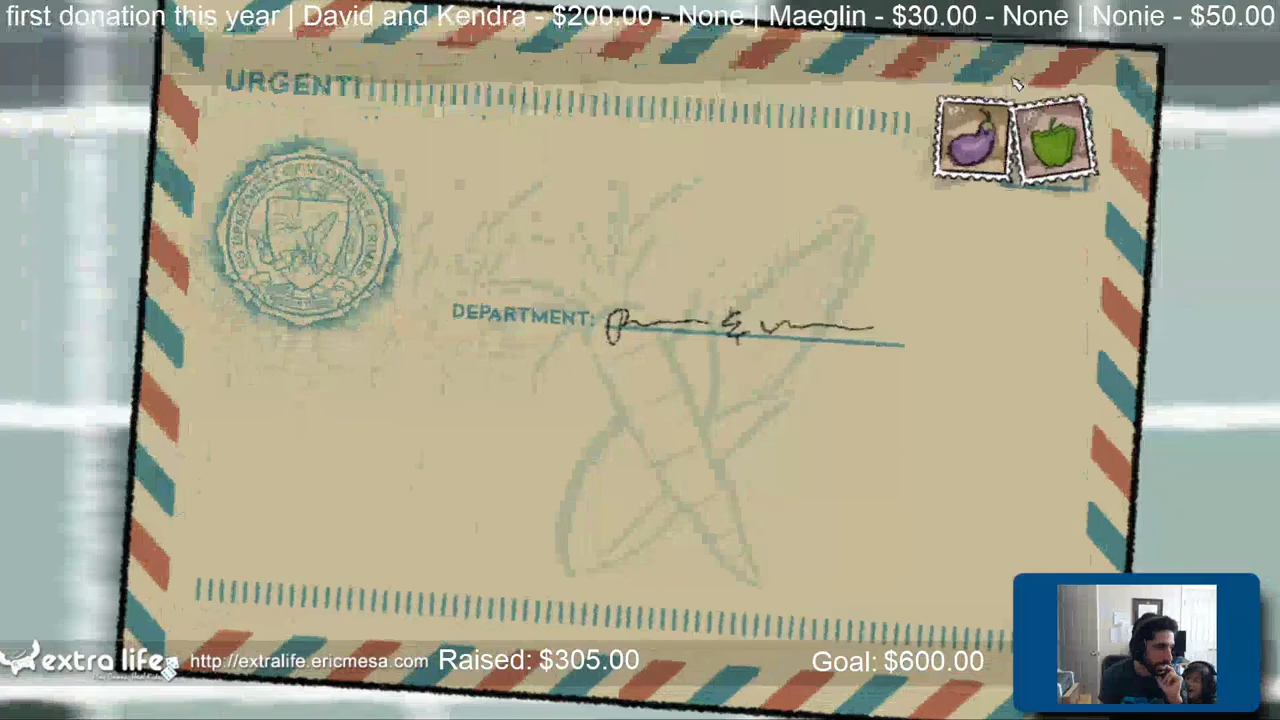 first donation this year | David and Kendra - $200.00 - None | Maeglin - $30.00 - None | Nonie - $50.00
URGENT!
DEPARTMENT:
extra life
http://extralife.ericmesa.com Raised: $305.00 Goal: $600.00